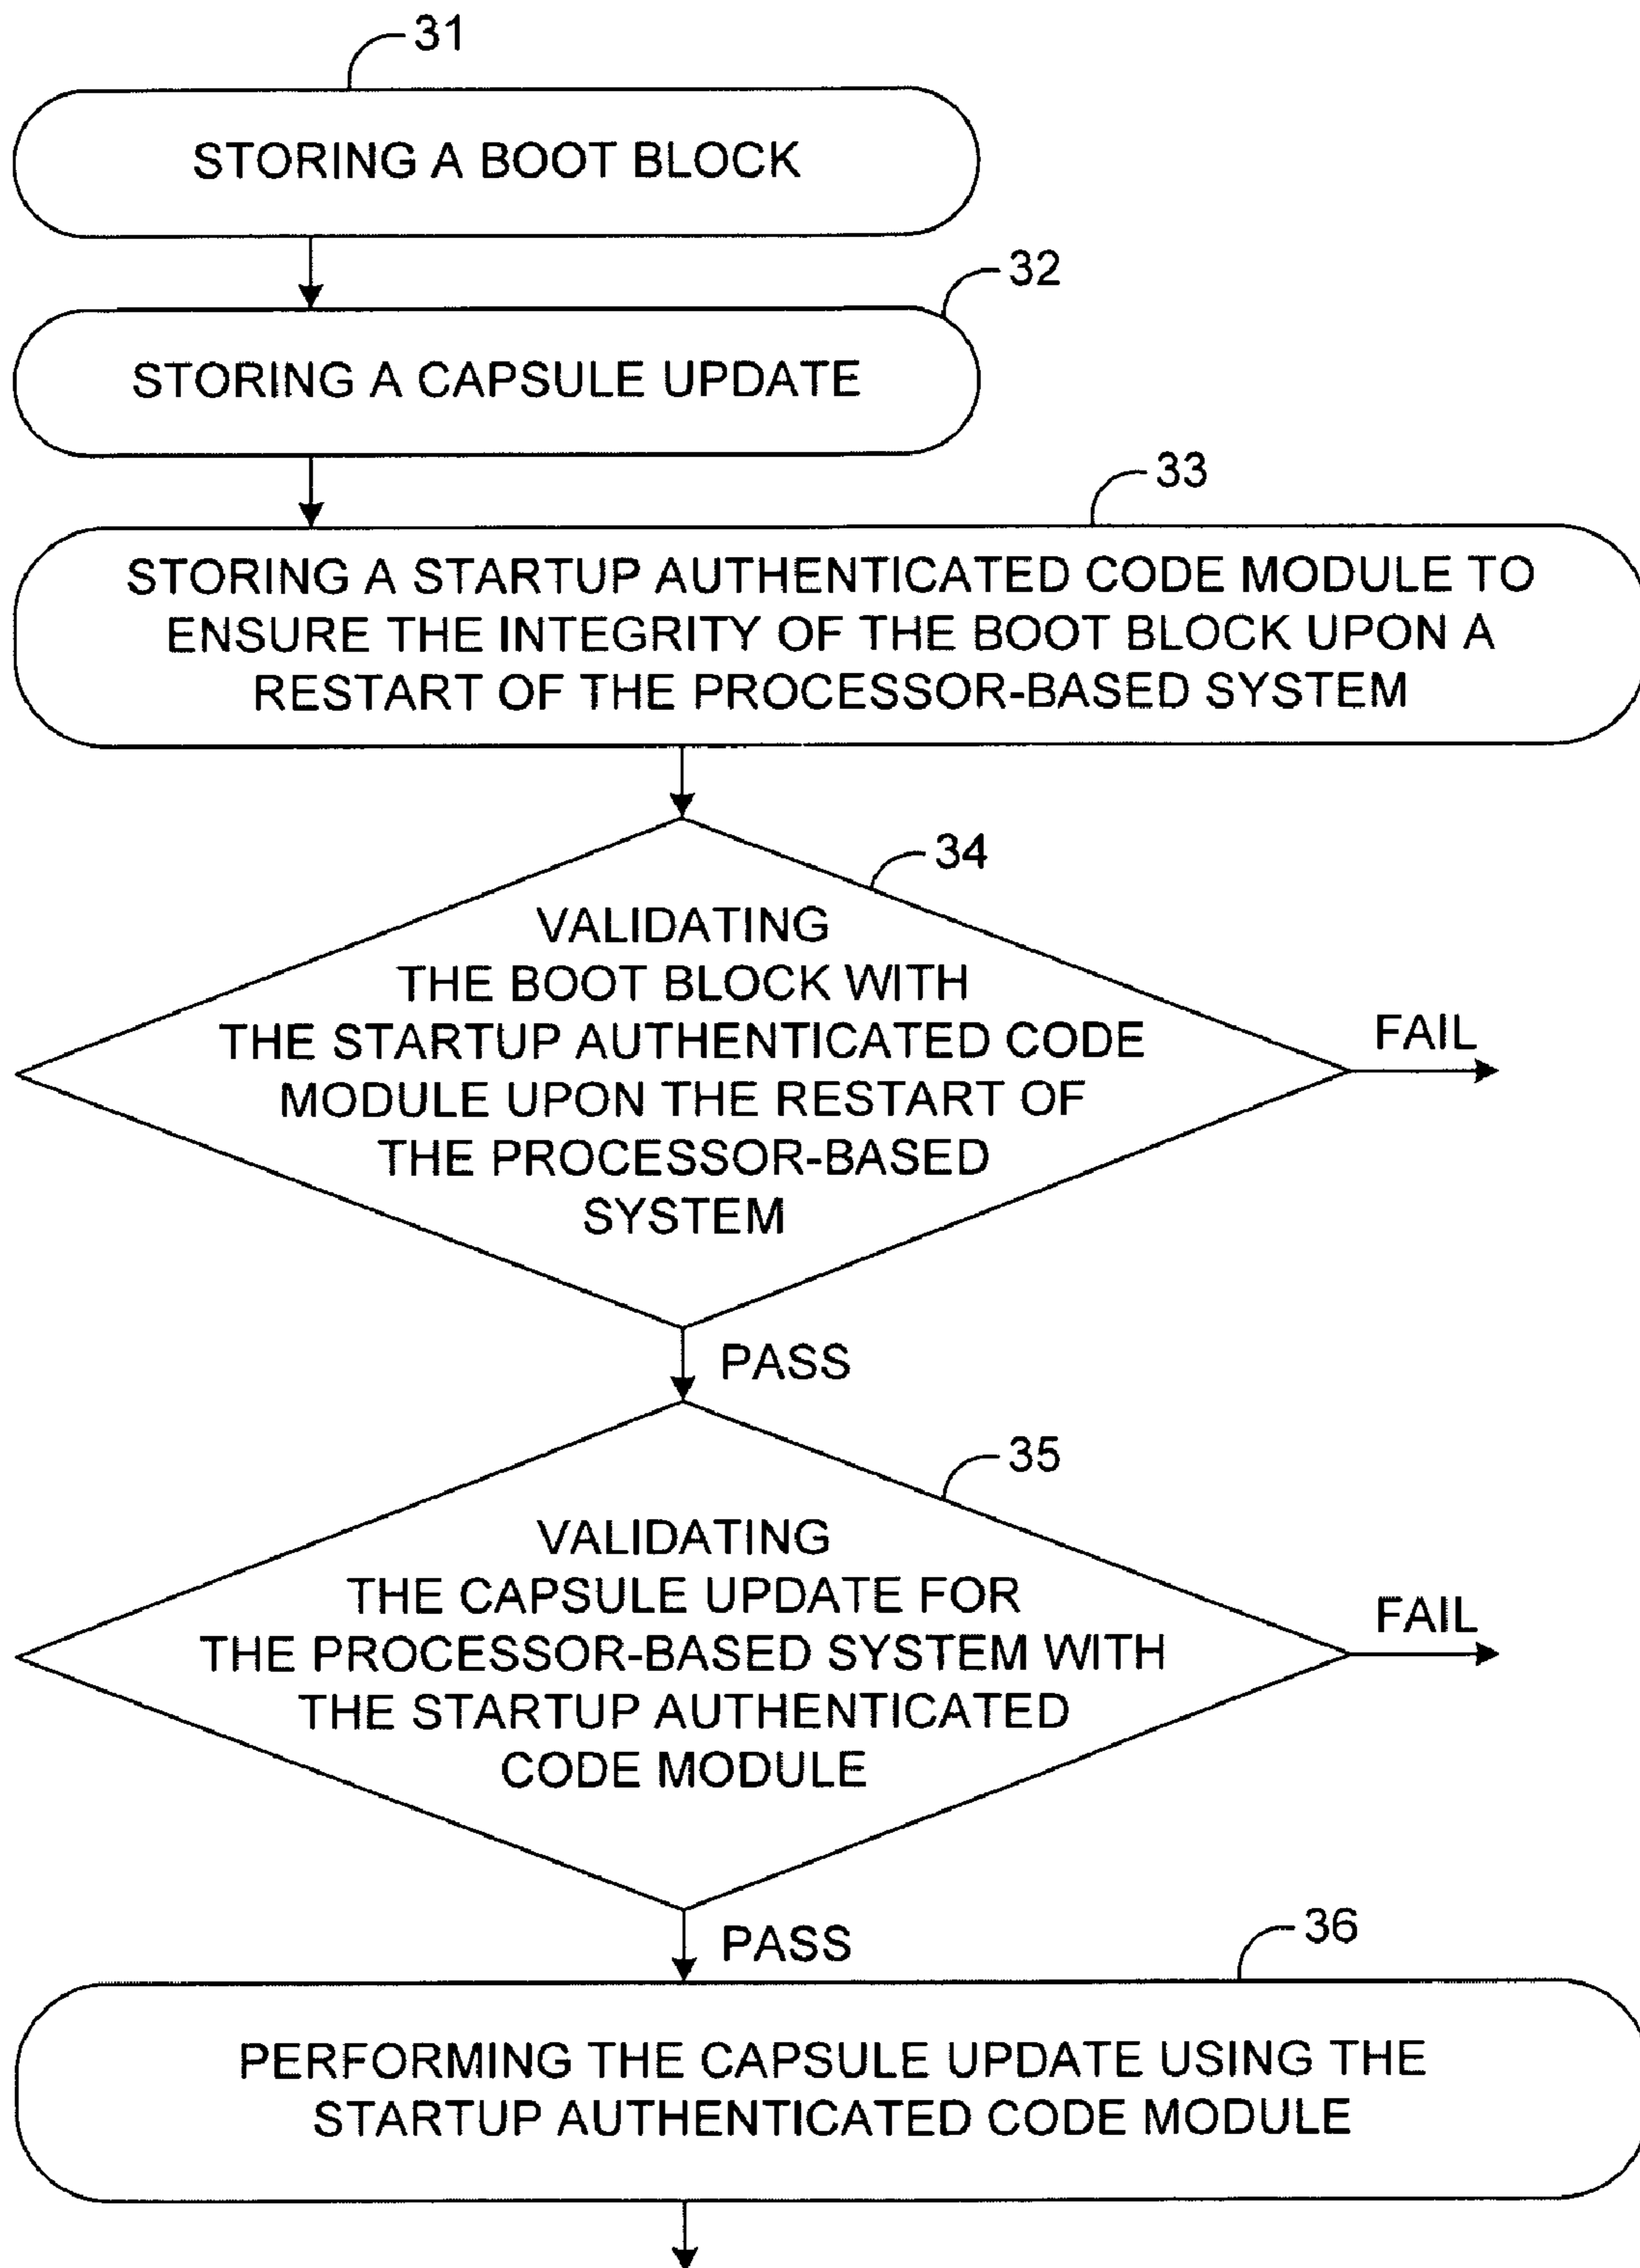 31
STORING A BOOT BLOCK
32
STORING A CAPSULE UPDATE
33
STORING A STARTUP AUTHENTICATED CODE MODULE TO
ENSURE THE INTEGRITY OF THE BOOT BLOCK UPON A
RESTART OF THE PROCESSOR-BASED SYSTEM
34
VALIDATING
THE BOOT BLOCK WITH
THE STARTUP AUTHENTICATED CODE
MODULE UPON THE RESTART OF
THE PROCESSOR-BASED
SYSTEM
FAIL
PASS
35
VALIDATING
THE CAPSULE UPDATE FOR
THE PROCESSOR-BASED SYSTEM WITH
THE STARTUP AUTHENTICATED
CODE MODULE
FAIL
PASS
36
PERFORMING THE CAPSULE UPDATE USING THE
STARTUP AUTHENTICATED CODE MODULE